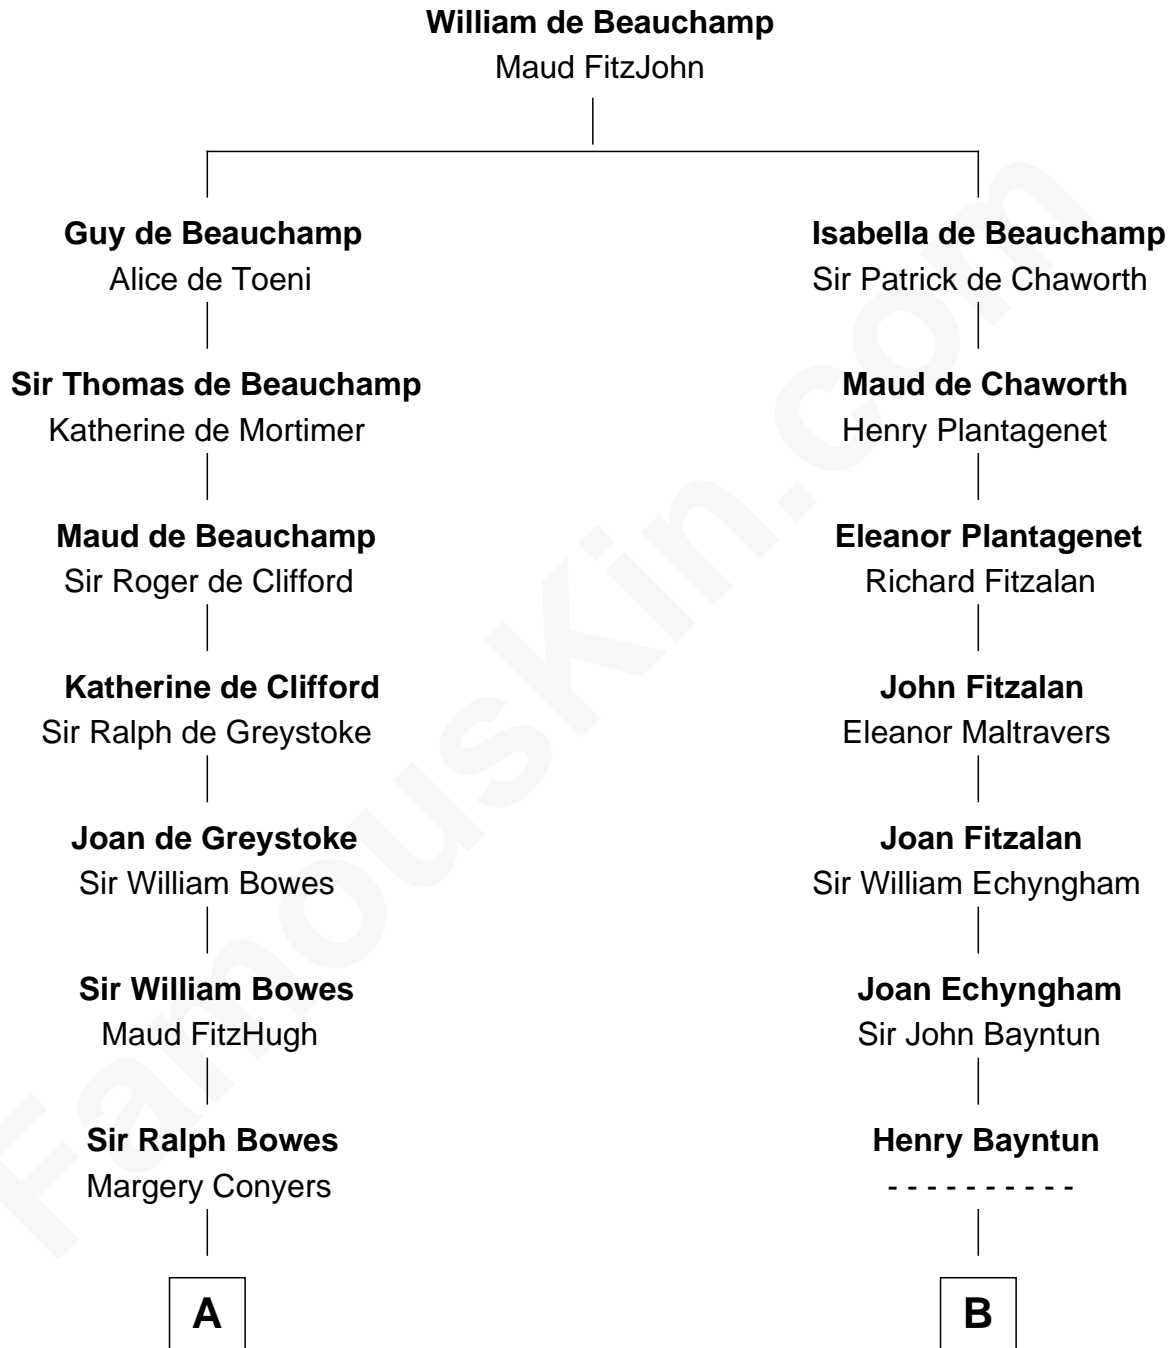 William de Beauchamp
Maud FitzJohn
Guy de Beauchamp
Alice de Toeni
Isabella de Beauchamp
Sir Patrick de Chaworth
Sir Thomas de Beauchamp
Katherine de Mortimer
Maud de Chaworth
Henry Plantagenet
Maud de Beauchamp
Sir Roger de Clifford
Eleanor Plantagenet
Richard Fitzalan
Katherine de Clifford
Sir Ralph de Greystoke
John Fitzalan
Eleanor Maltravers
Joan de Greystoke
Sir William Bowes
Joan Fitzalan
Sir William Echyngham
Sir William Bowes
Maud FitzHugh
Joan Echyngham
Sir John Bayntun
Sir Ralph Bowes
Margery Conyers
Henry Bayntun
- - - - - - - - - -
A
B
FamousKin.com